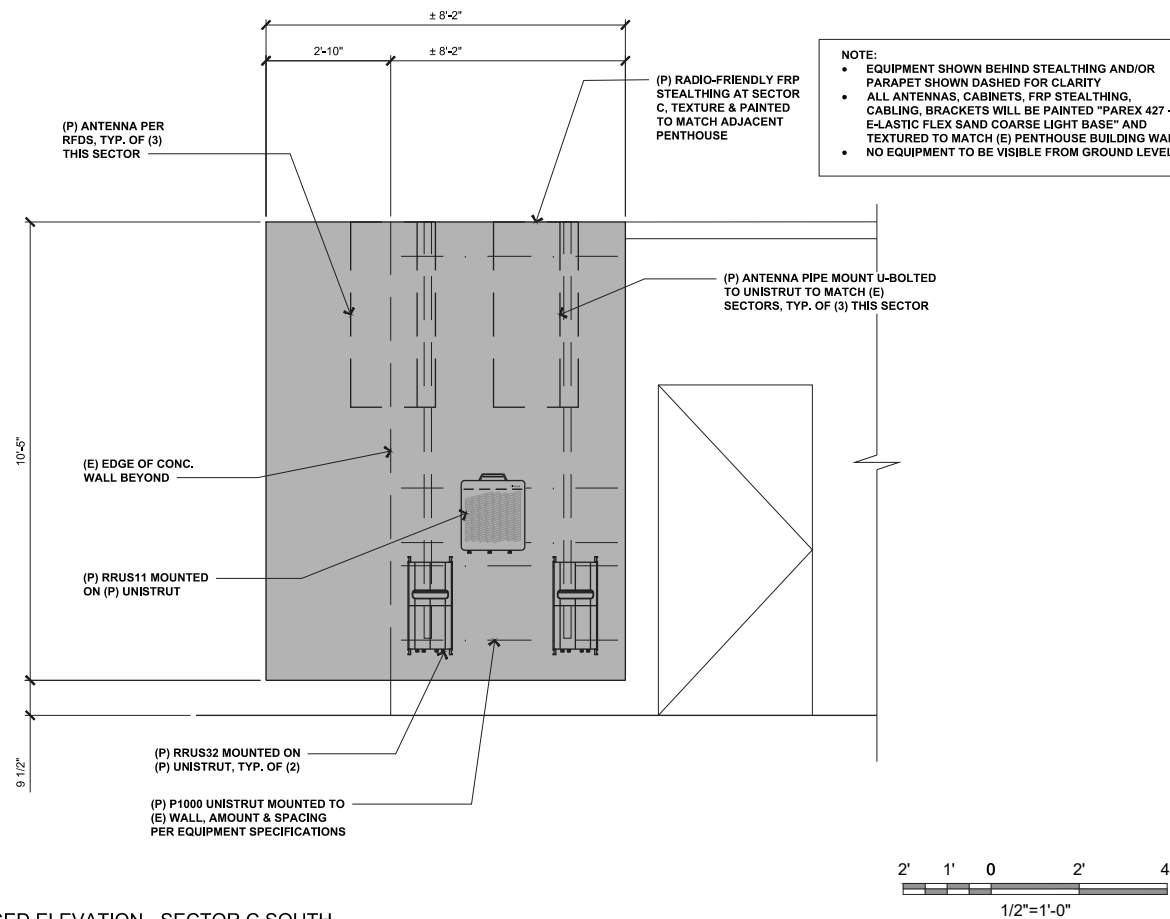 ± 8'-2"
2'-10"
± 8'-2"
(P) ANTENNA PER
RFDS, TYP. OF (3)
THIS SECTOR
(P) RADIO-FRIENDLY FRP
STEALTHING AT SECTOR
C, TEXTURE & PAINTED
TO MATCH ADJACENT
PENTHOUSE
NOTE:
• EQUIPMENT SHOWN BEHIND STEALTHING AND/OR
PARAPET SHOWN DASHED FOR CLARITY
• ALL ANTENNAS, CABINETS, FRP STEALTHING,
CABLING, BRACKETS WILL BE PAINTED "PAREX 427 -
E-LASTIC FLEX SAND COARSE LIGHT BASE" AND
TEXTURED TO MATCH (E) PENTHOUSE BUILDING
• NO EQUIPMENT TO BE VISIBLE FROM GROUND LEVEL
(P) ANTENNA PIPE MOUNT U-BOLTED
TO UNISTRUT TO MATCH (E)
SECTORS, TYP. OF (3) THIS SECTOR
10'-5"
(E) EDGE OF CONC.
WALL BEYOND
(P) RRUS11 MOUNTED
ON (P) UNISTRUT
9 1/2"
(P) RRUS32 MOUNTED ON
(P) UNISTRUT, TYP. OF (2)
(P) P1000 UNISTRUT MOUNTED TO
(E) WALL, AMOUNT & SPACING
PER EQUIPMENT SPECIFICATIONS
2' 1' 0 2' 4
1/2"=1'-0"
ELEVATION - SECTOR C SOUTH